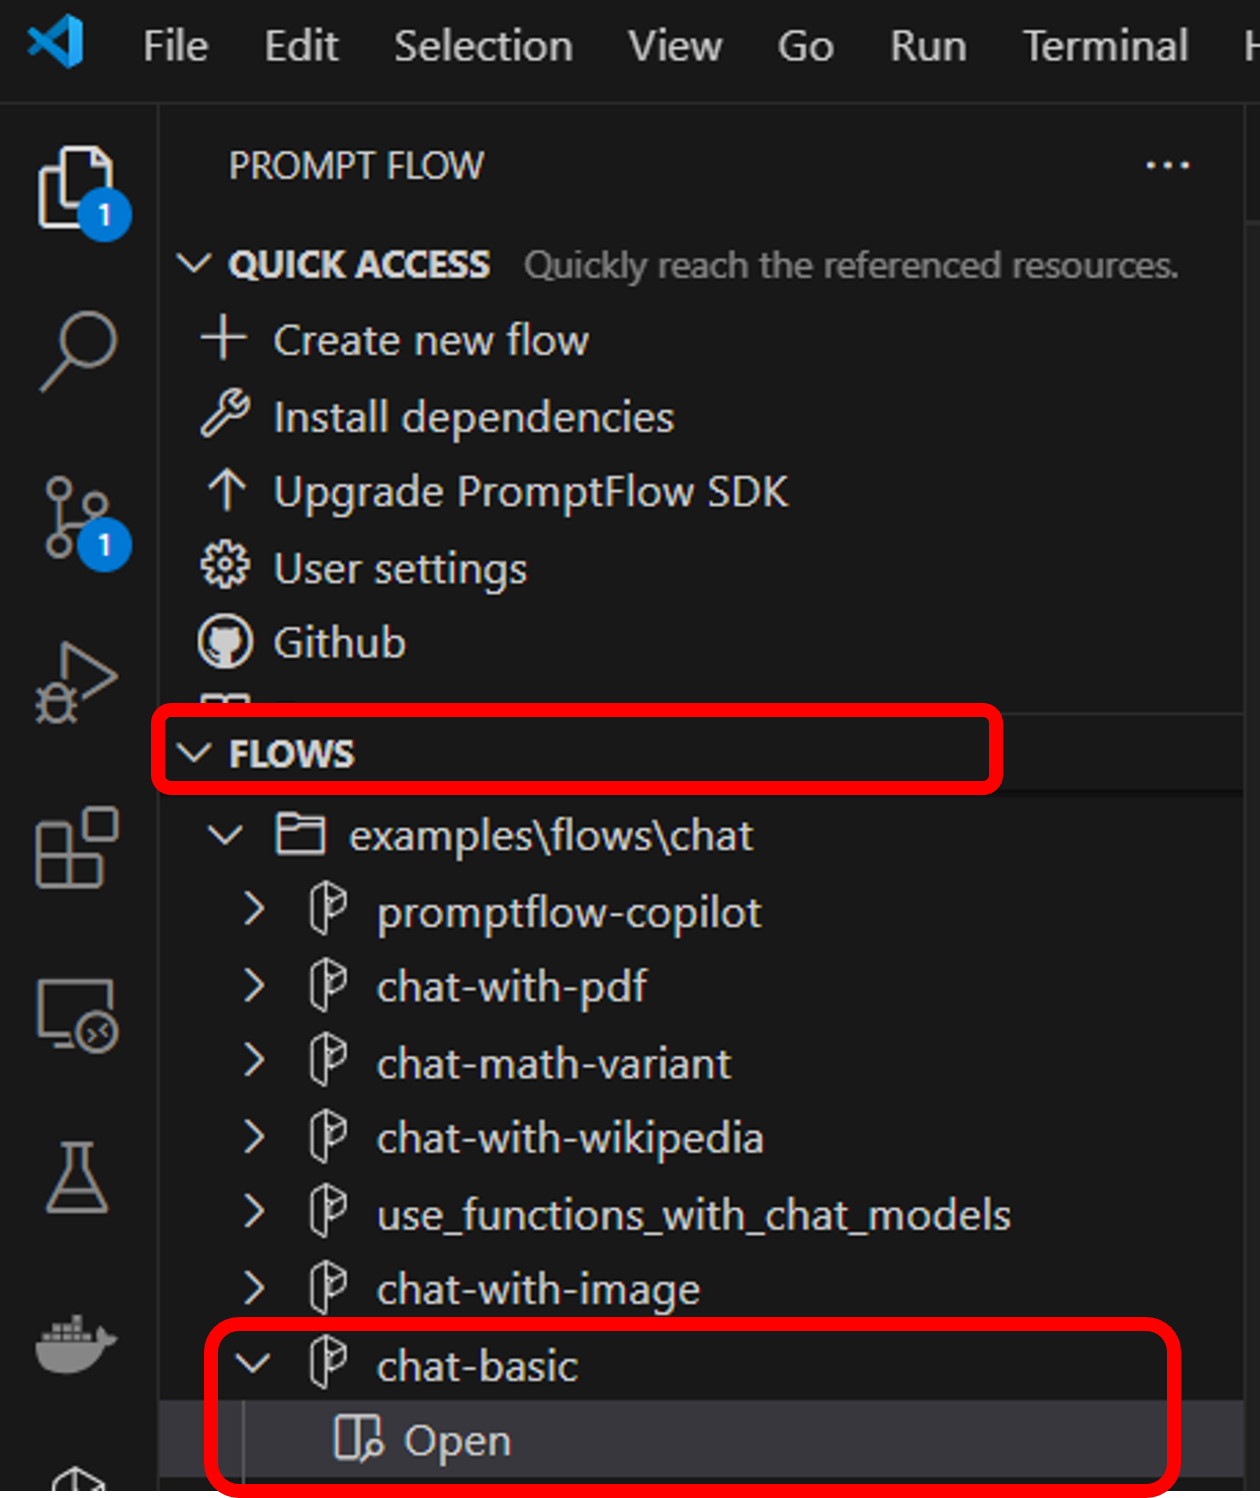 File Edit Selection View Go Run Terminal
PROMPT FLOW ...
1
QUICK ACCESS Quickly reach the referenced resources.
Create new flow
Install dependencies
Upgrade PromptFlow SDK
1
User settings
Github
FLOWS
examples\flows\chat
promptflow-copilot
chat-with-pdf
chat-math-variant
chat-with-wikipedia
use_functions_with_chat_models
chat-with-image
chat-basic
Open